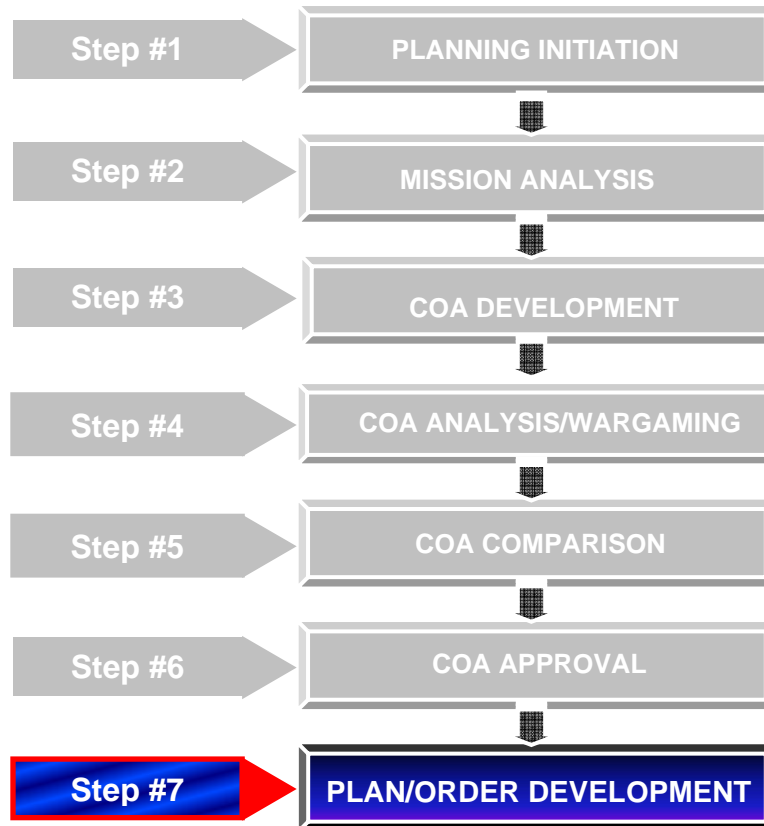 Step #1
PLANNING INITIATION
Step #2
MISSION ANALYSIS
Step #3
COA DEVELOPMENT
Step #4
COA ANALYSIS/WARGAMING
Step #5
COA COMPARISON
Step #6
COA APPROVAL
Step #7
PLAN/ORDER DEVELOPMENT